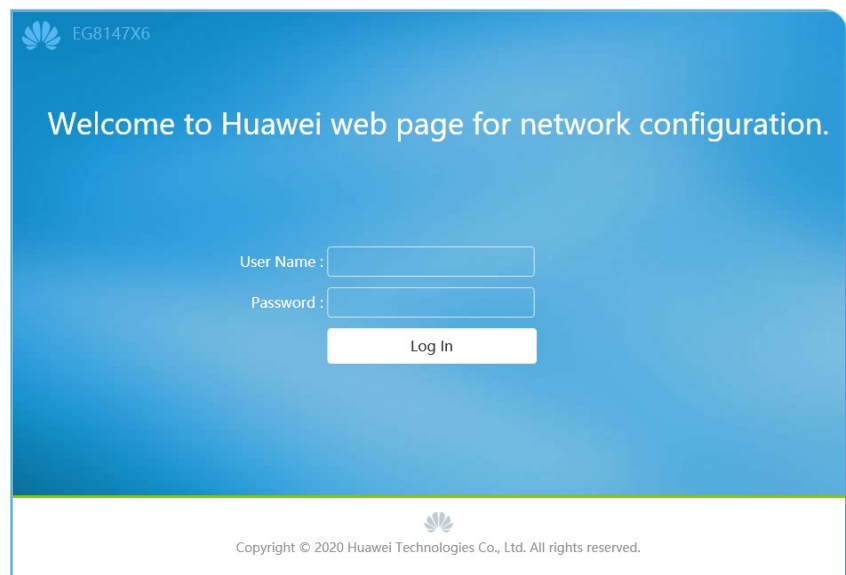 EG8147X6
Welcome to Huawei web page for network configuration.
User Name :
Password :
Log In
Copyright © 2020 Huawei Technologies Co., Ltd. All rights reserved.